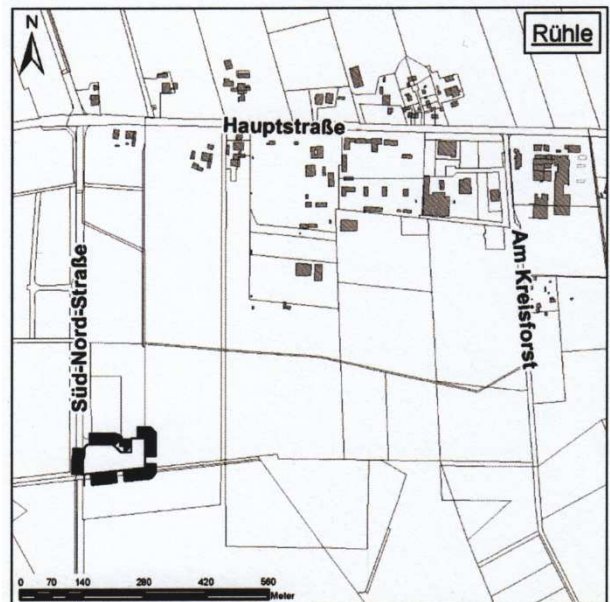 N
Rühle
Hauptstraße
Süd-Nord-Straße
Am Kreisforst
0 70 140 280 420 560
Meter